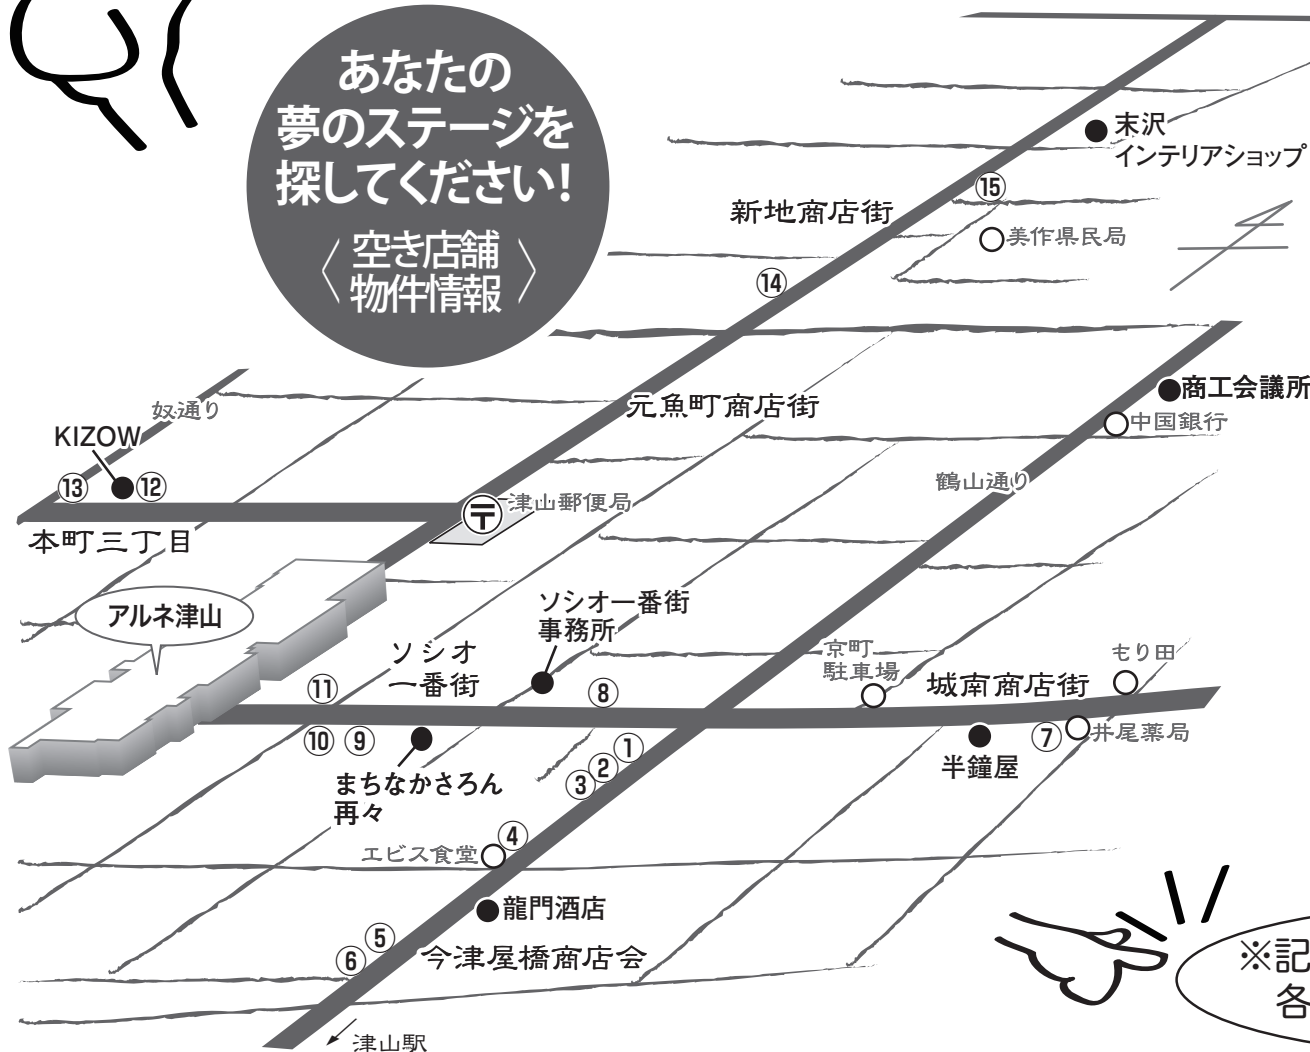 あなたの
夢のステージを
探してください!
〈空き店舗
物件情報〉
末沢
インテリアショップ
⑮
新地商店街
美作県民局
⑭
商工会議所
元魚町商店街
中国銀行
奴通り
KIZOW
⑬
⑫
鶴山通り
〒
津山郵便局
本町三丁目
アルネ津山
ソシオ一番街
事務所
ソシオ
一番街
京町
駐車場
もり田
城南商店街
⑪
⑧
⑩
⑨
①
②
③
⑦
井尾薬局
半鐘屋
まちなかさろん
再々
④
エビス食堂
龍門酒店
⑤
⑥
今津屋橋商店会
津山駅
※記
各